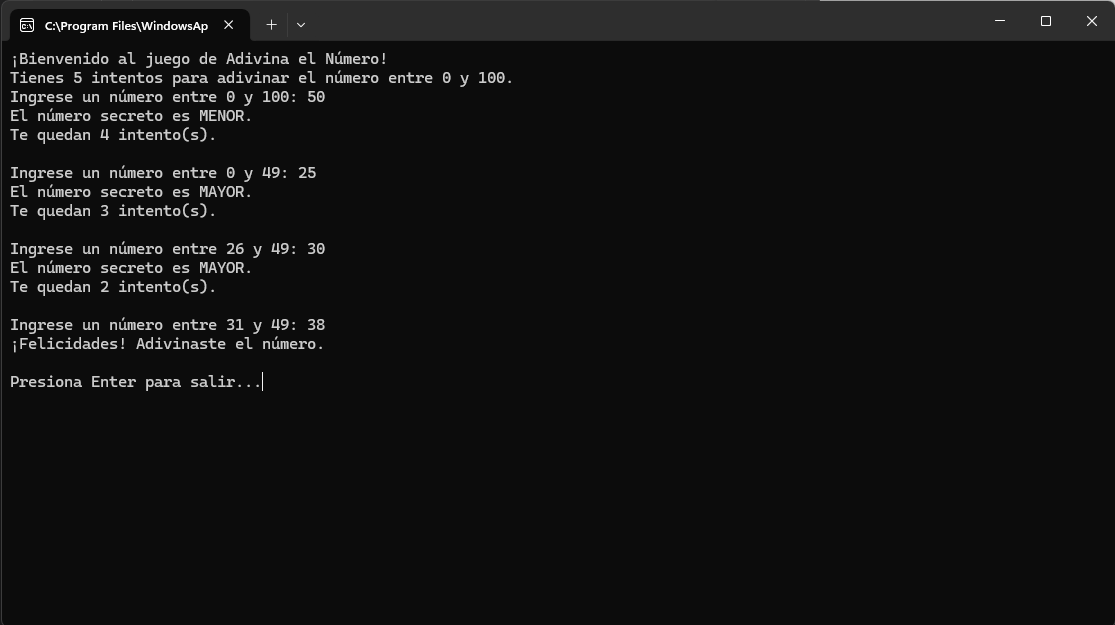 C:\Program Files\WindowsAp
¡Bienvenido al juego de Adivina el Número!
Tienes 5 intentos para adivinar el número entre 0 y 100.
Ingrese un número entre 0 y 100: 50
El número secreto es MENOR.
Te quedan 4 intento(s).
Ingrese un número entre 0 y 49: 25
El número secreto es MAYOR.
Te quedan 3 intento(s).
Ingrese un número entre 26 y 49: 30
El número secreto es MAYOR.
Te quedan 2 intento(s).
Ingrese un número entre 31 y 49: 38
¡Felicidades! Adivinaste el número.
Presiona Enter para salir...